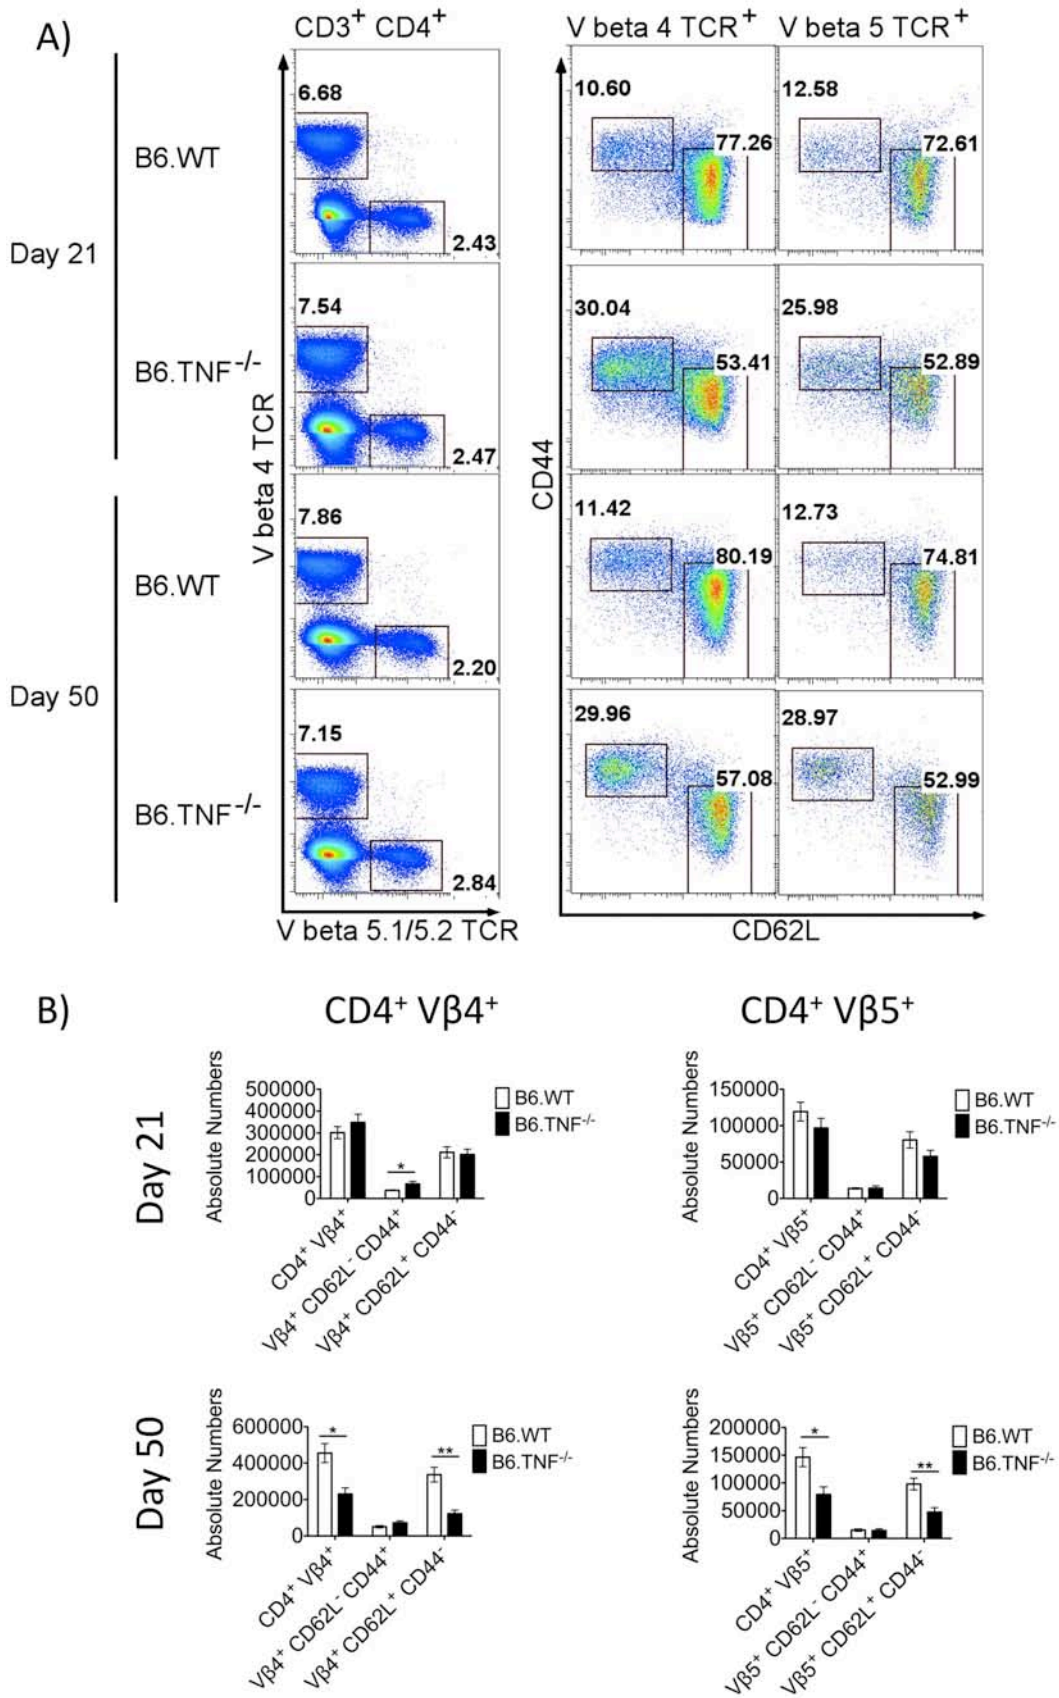 A)
CD3+ CD4+
V beta 4 TCR+
V beta 5 TCR+
Day 21
B6.WT
6.68
2.43
10.60
77.26
12.58
72.61
B6.TNF-/-
7.54
2.47
30.04
53.41
25.98
52.89
Day 50
B6.WT
7.86
2.20
11.42
80.19
12.73
74.81
B6.TNF-/-
7.15
2.84
29.96
57.08
28.97
52.99
V beta 4 TCR
V beta 5.1/5.2 TCR
CD44
CD62L
B)
CD4+ Vβ4+
CD4+ Vβ5+
Day 21
Absolute Numbers
500000
400000
300000
200000
100000
0
*
B6.WT
B6.TNF-/-
CD4+ Vβ4+
Vβ4+ CD62L- CD44+
Vβ4+ CD62L+ CD44-
Absolute Numbers
150000
100000
50000
0
B6.WT
B6.TNF-/-
CD4+ Vβ5+
Vβ5+ CD62L- CD44+
Vβ5+ CD62L+ CD44-
Day 50
Absolute Numbers
600000
400000
200000
0
*
**
B6.WT
B6.TNF-/-
CD4+ Vβ4+
Vβ4+ CD62L- CD44+
Vβ4+ CD62L+ CD44-
Absolute Numbers
200000
150000
100000
50000
0
*
**
B6.WT
B6.TNF-/-
CD4+ Vβ5+
Vβ5+ CD62L- CD44+
Vβ5+ CD62L+ CD44-